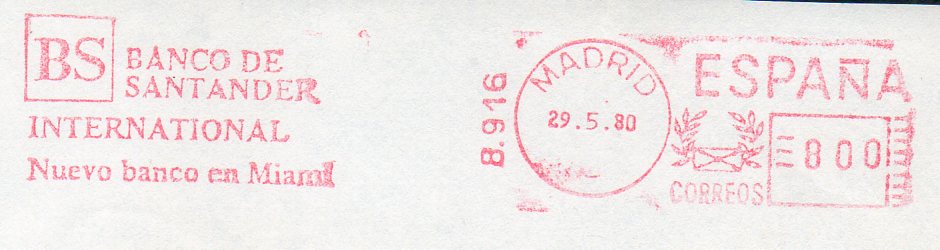 BS
BANCO DE
SANTANDER
INTERNATIONAL
Nuevo banco en Miami
8.916
MADRID
29.5.80
ESPAÑA
CORREOS
800